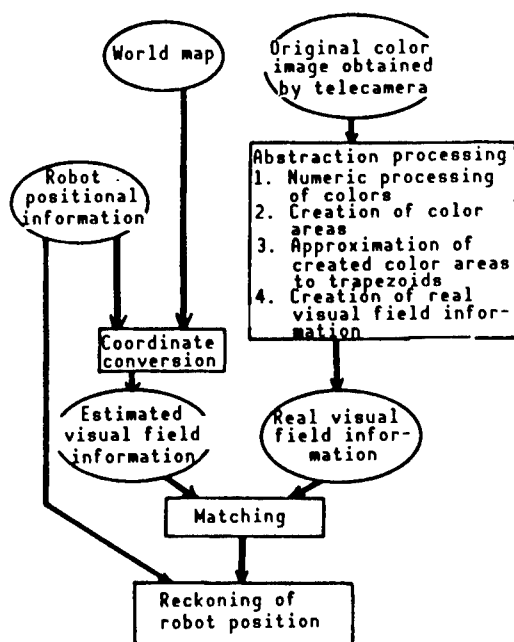 World map
Original color
image obtained
by telecamera
Robot
positional
information
Abstraction processing
1. Numeric processing
of colors
2. Creation of color
areas
3. Approximation of
created color areas
to trapezoids
4. Creation of real
visual field infor-
mation
Coordinate
conversion
Estimated
visual field
information
Real visual
field infor-
mation
Matching
Reckoning of
robot position